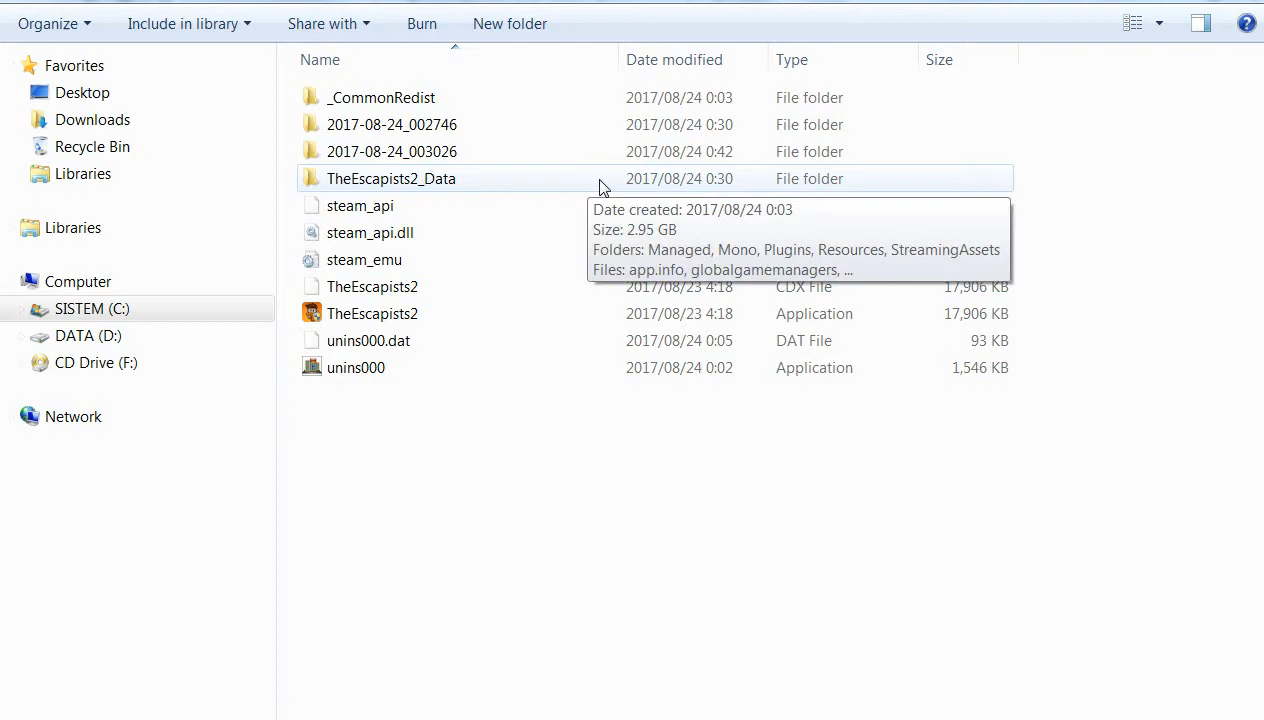 Organize Include in library Share with Burn New folder
Name Date modified Type Size
Favorites
Desktop
Downloads
Recycle Bin
Libraries
Libraries
Computer
SISTEM (C:)
DATA (D:)
CD Drive (F:)
Network
_CommonRedist 2017/08/24 0:03 File folder
2017-08-24_002746 2017/08/24 0:30 File folder
2017-08-24_003026 2017/08/24 0:42 File folder
TheEscapists2_Data 2017/08/24 0:30 File folder
steam_api
steam_api.dll
steam_emu
TheEscapists2 2017/08/23 4:18 CDX File 17,906 KB
TheEscapists2 2017/08/23 4:18 Application 17,906 KB
unins000.dat 2017/08/24 0:05 DAT File 93 KB
unins000 2017/08/24 0:02 Application 1,546 KB
Date created: 2017/08/24 0:03
Size: 2.95 GB
Folders: Managed, Mono, Plugins, Resources, StreamingAssets
Files: app.info, globalgamemanagers, ...